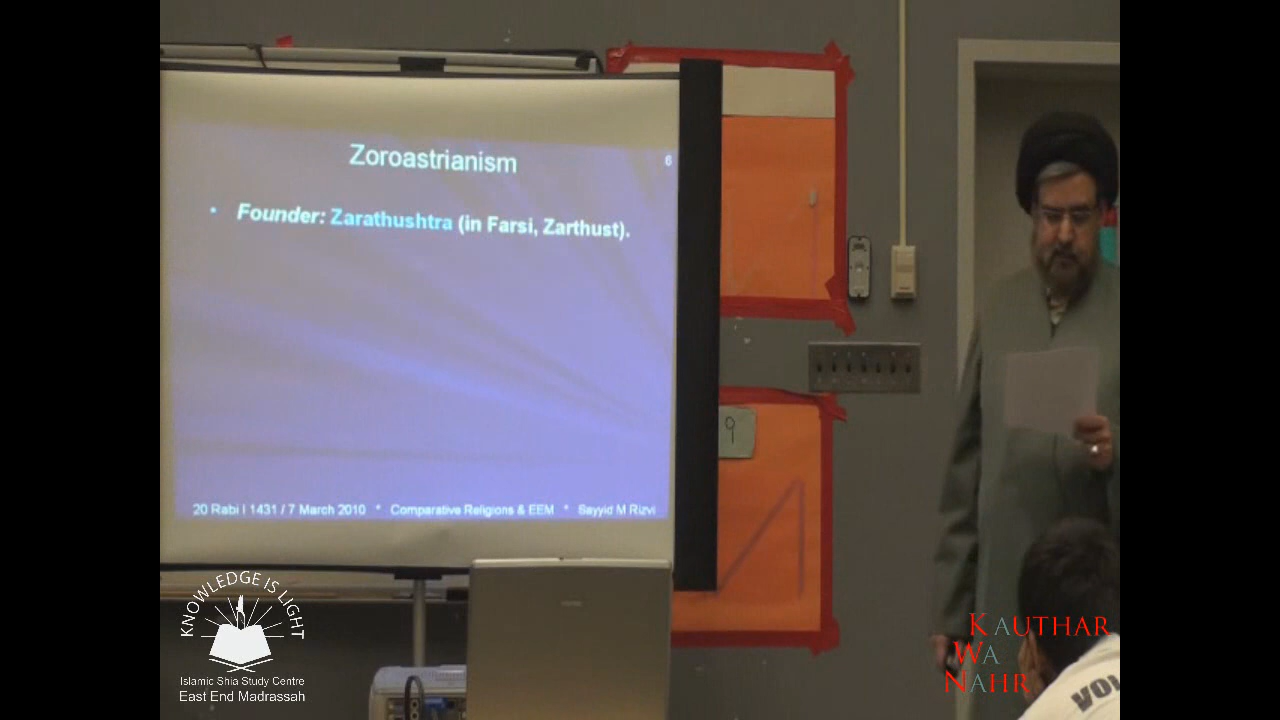 Zoroastrianism
6
• Founder: Zarathushtra (in Farsi, Zarthust).
20 Rabi I 1431 / 7 March 2010 * Comparative Religions & EEM * Sayyid M Rizvi
9
KNOWLEDGE IS LIGHT
Islamic Shia Study Centre
East End Madrassah
KAUTHAR
WA
NAHR
VOL